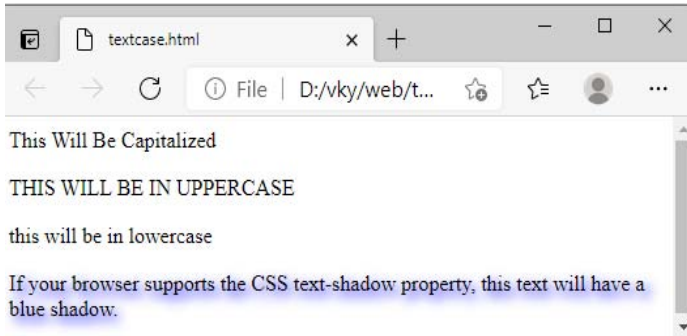 textcase.html
File | D:/vky/web/t...
This Will Be Capitalized
THIS WILL BE IN UPPERCASE
this will be in lowercase
If your browser supports the CSS text-shadow property, this text will have a
blue shadow.